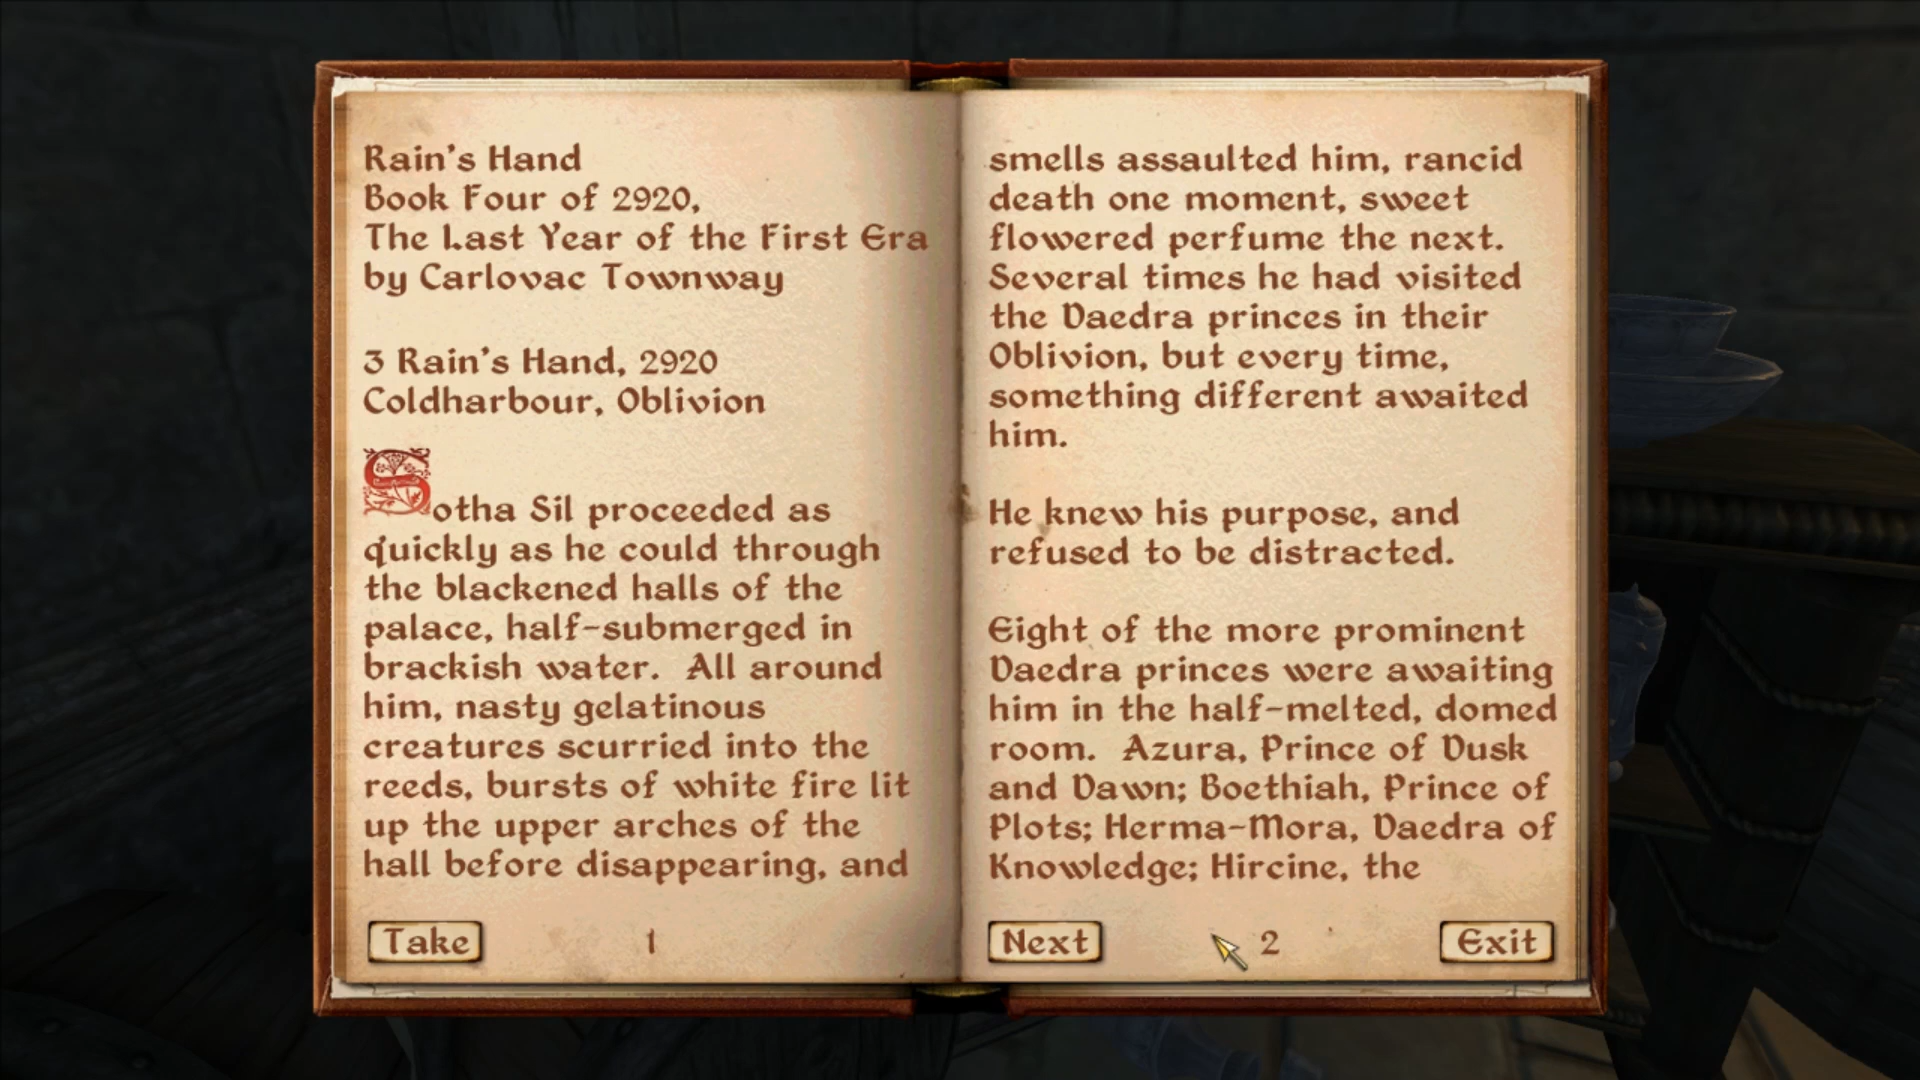 Rain's Hand
Book Four of 2920,
The Last Year of the First Era
by Carlovac Townway
3 Rain's Hand, 2920
Coldharbour, Oblivion
Sotha Sil proceeded as
quickly as he could through
the blackened halls of the
palace, half-submerged in
brackish water.  All around
him, nasty gelatinous
creatures scurried into the
reeds, bursts of white fire lit
up the upper arches of the
hall before disappearing, and
Take
1
smells assaulted him, rancid
death one moment, sweet
flowered perfume the next.
Several times he had visited
the Daedra princes in their
Oblivion, but every time,
something different awaited
him.
He knew his purpose, and
refused to be distracted.
Eight of the more prominent
Daedra princes were awaiting
him in the half-melted, domed
room.  Azura, Prince of Dusk
and Dawn; Boethiah, Prince of
Plots; Herma-Mora, Daedra of
Knowledge; Hircine, the
Next
2
Exit